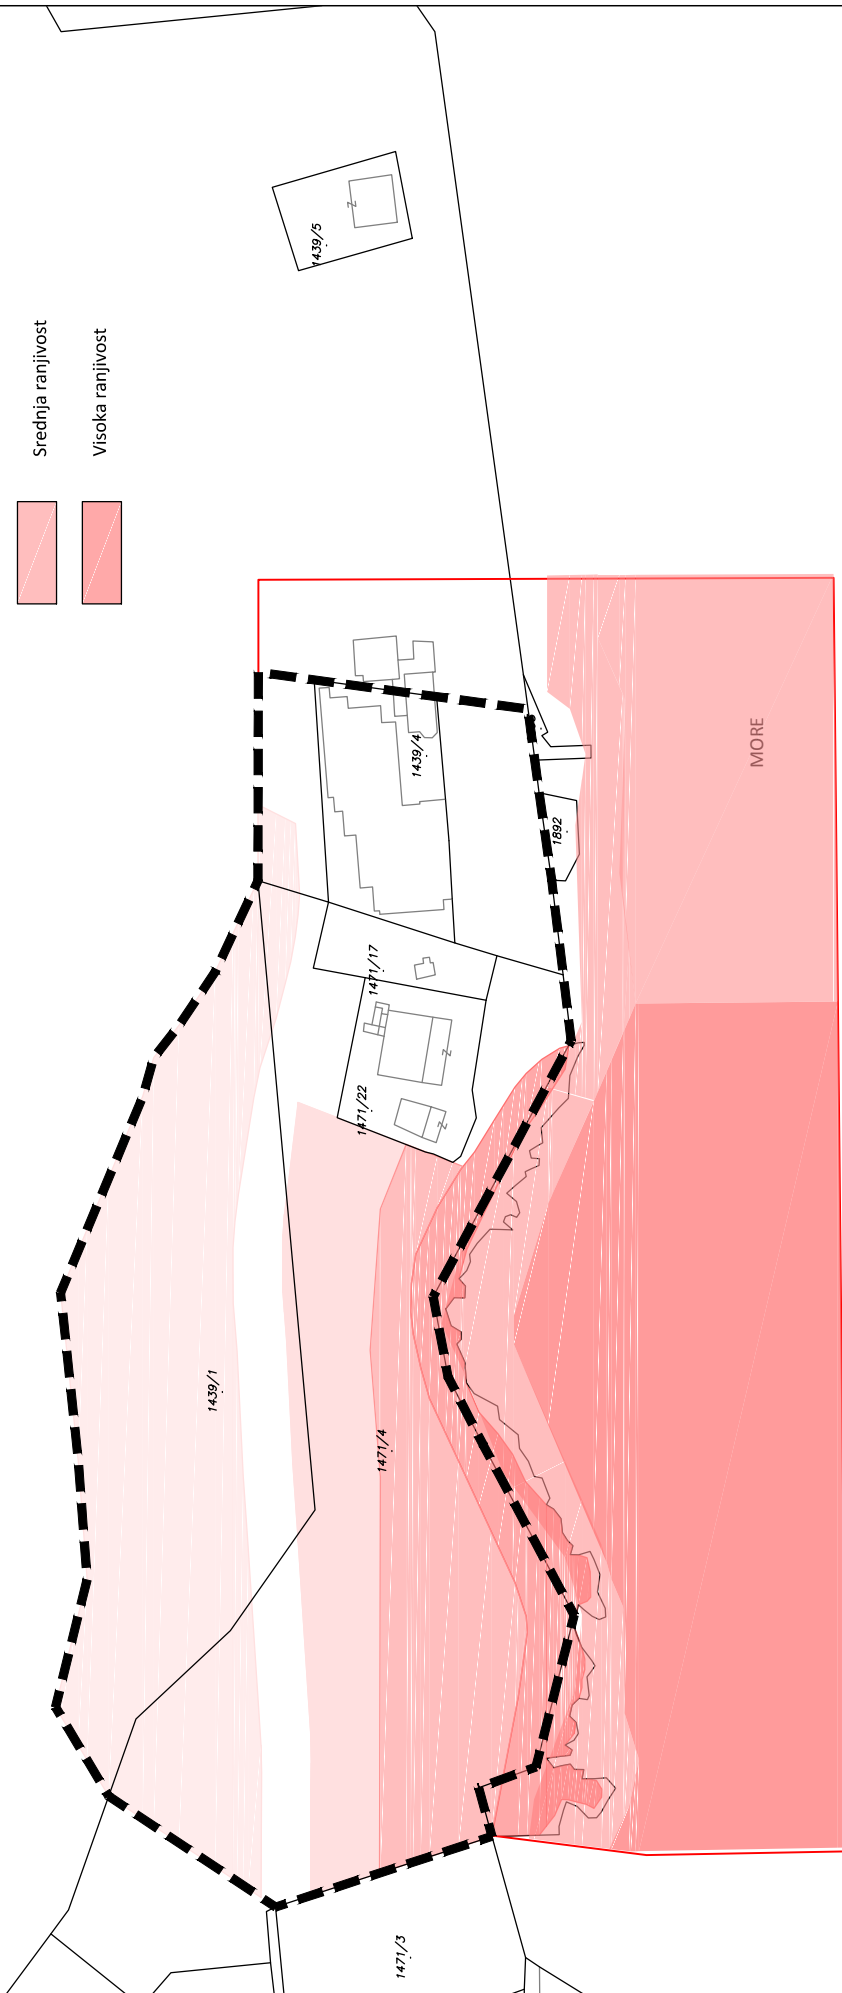 Srednja ranjivost
Visoka ranjivost
1439/5
z
1439/4
1892
MORE
1471/17
z
1471/22
z
1439/1
1471/4
1471/3